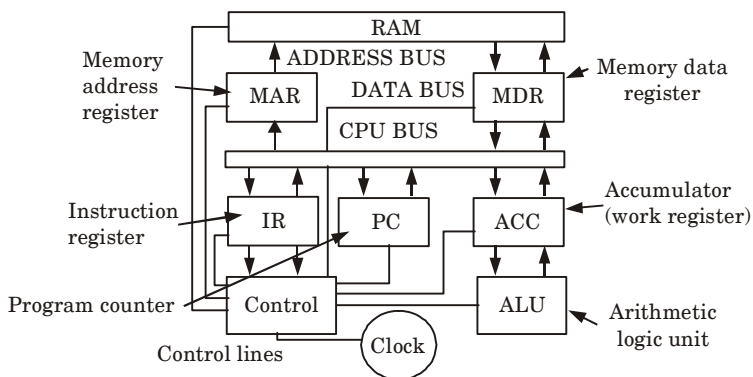 RAM
ADDRESS BUS
Memory
address
register
MAR
DATA BUS
MDR
Memory data
register
CPU BUS
Instruction
register
IR
PC
ACC
Accumulator
(work register)
Program counter
Control
ALU
Arithmetic
logic unit
Control lines
Clock